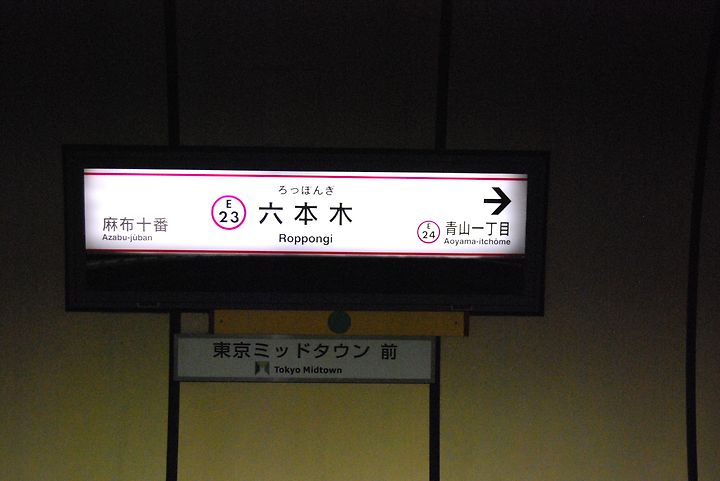 ろっぽんぎ
E
23
六本木
Roppongi
麻布十番
Azabu-jūban
E
24
青山一丁目
Aoyama-itchōme
東京ミッドタウン 前
Tokyo Midtown